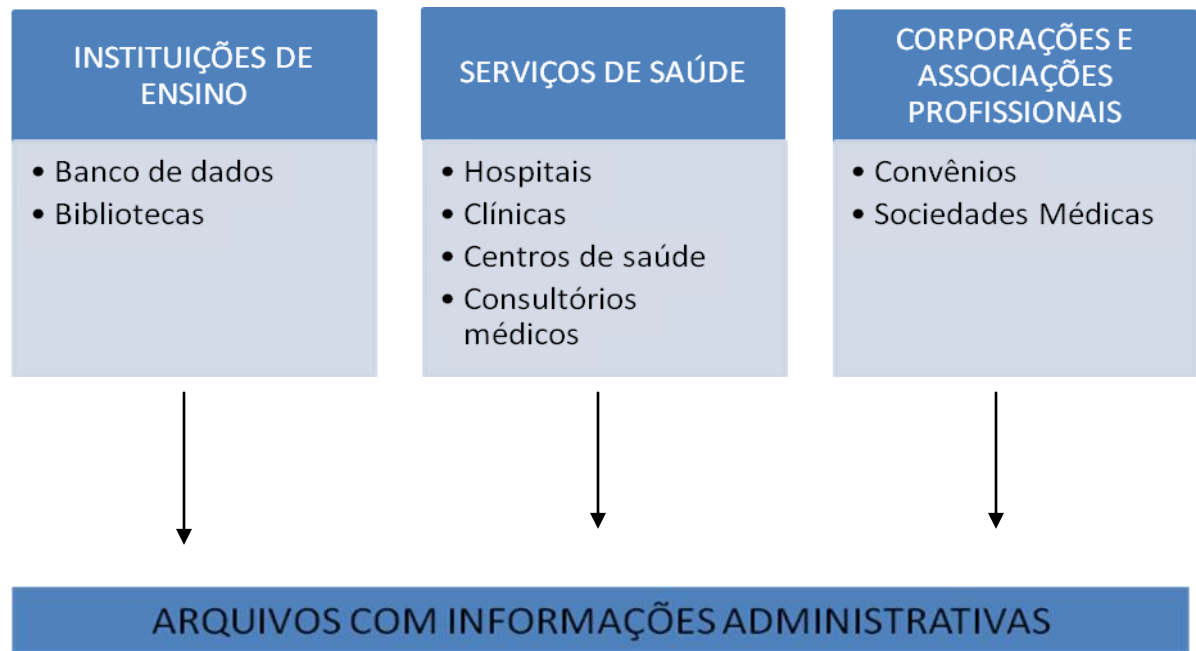 INSTITUIÇÕES DE
ENSINO
• Banco de dados
• Bibliotecas
SERVIÇOS DE SAÚDE
• Hospitais
• Clínicas
• Centros de saúde
• Consultórios
médicos
CORPORAÇÕES E
ASSOCIAÇÕES
PROFISSIONAIS
• Convênios
• Sociedades Médicas
ARQUIVOS COM INFORMAÇÕES ADMINISTRATIVAS